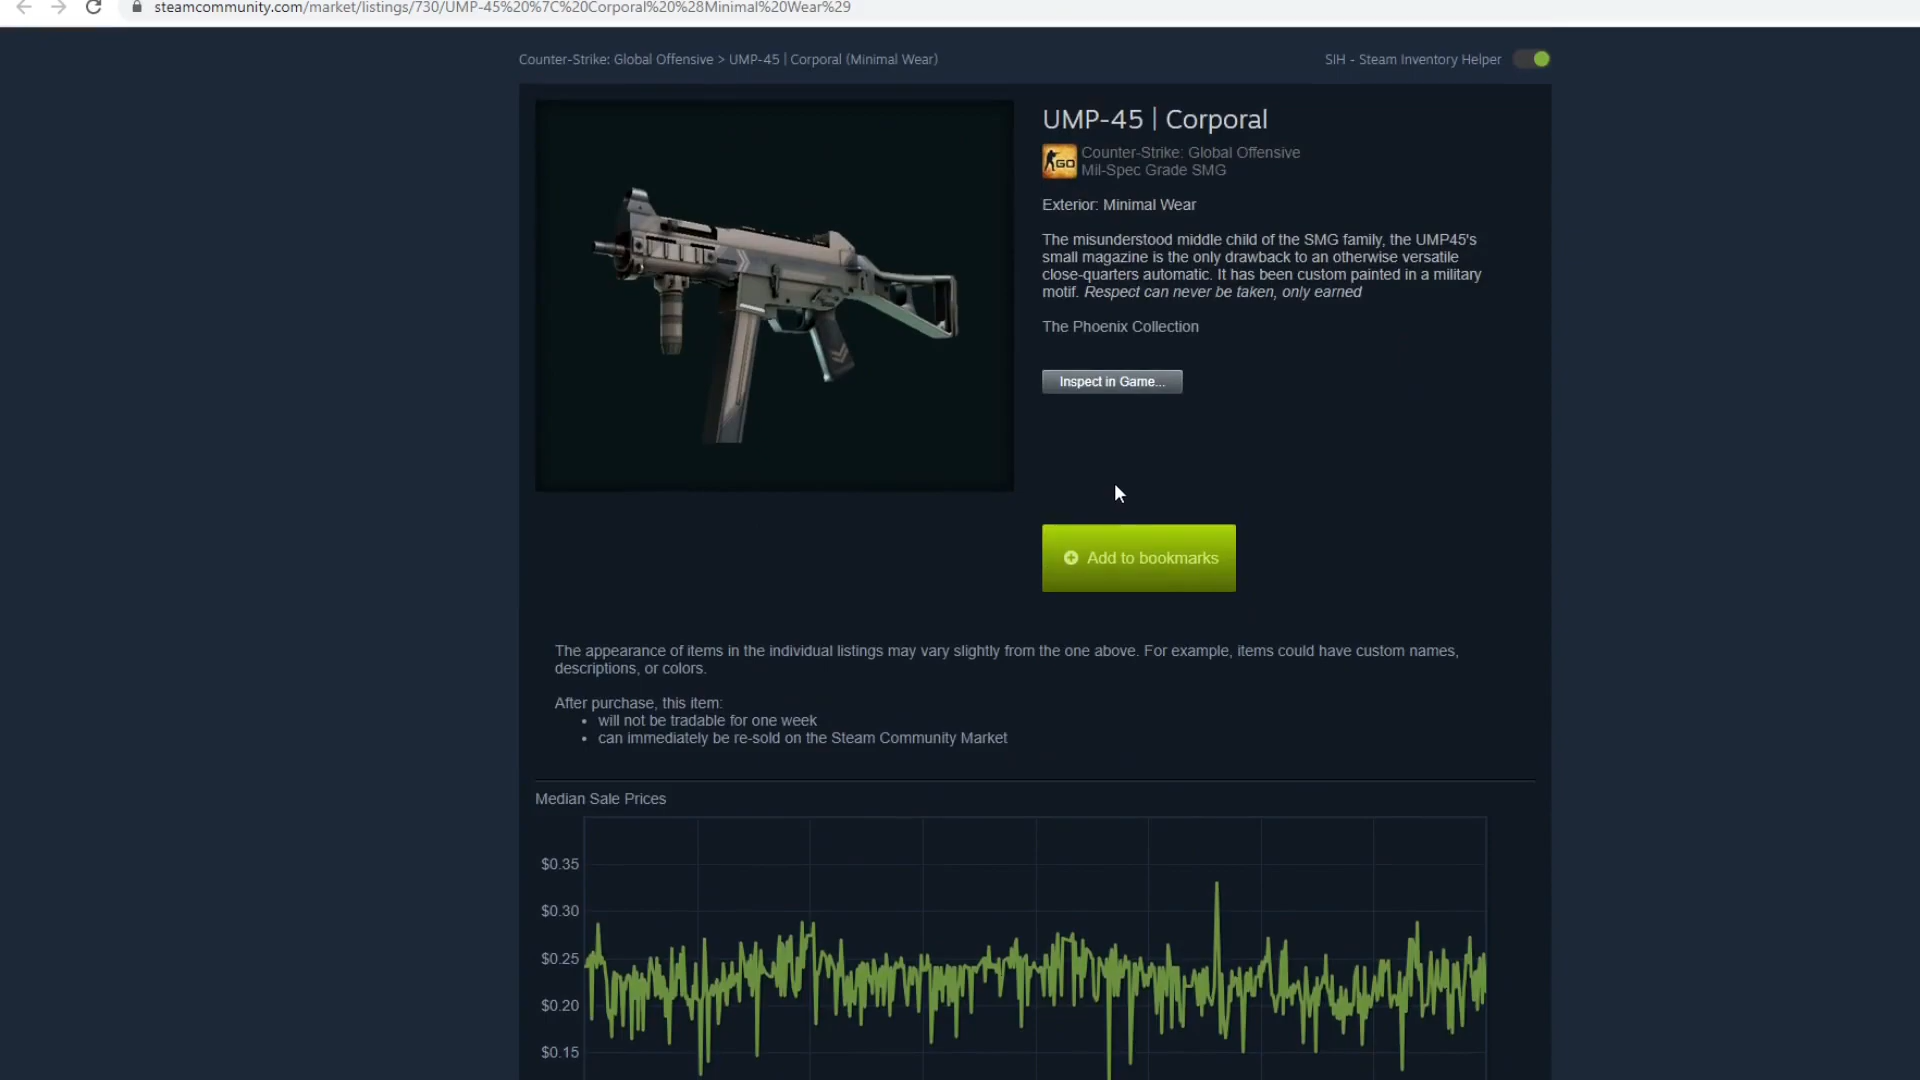 steamcommunity.com/market/listings/730/UMP-45%20%7C%20Corporal%20%28Minimal%20Wear%29
Counter-Strike: Global Offensive > UMP-45 | Corporal (Minimal Wear)
SIH - Steam Inventory Helper
UMP-45 | Corporal
GO
Counter-Strike: Global Offensive
Mil-Spec Grade SMG
Exterior: Minimal Wear
The misunderstood middle child of the SMG family, the UMP45's
small magazine is the only drawback to an otherwise versatile
close-quarters automatic. It has been custom painted in a military
motif. Respect can never be taken, only earned
The Phoenix Collection
Inspect in Game...
Add to bookmarks
The appearance of items in the individual listings may vary slightly from the one above. For example, items could have custom names,
descriptions, or colors.
After purchase, this item:
• will not be tradable for one week
• can immediately be re-sold on the Steam Community Market
Median Sale Prices
$0.35
$0.30
$0.25
$0.20
$0.15